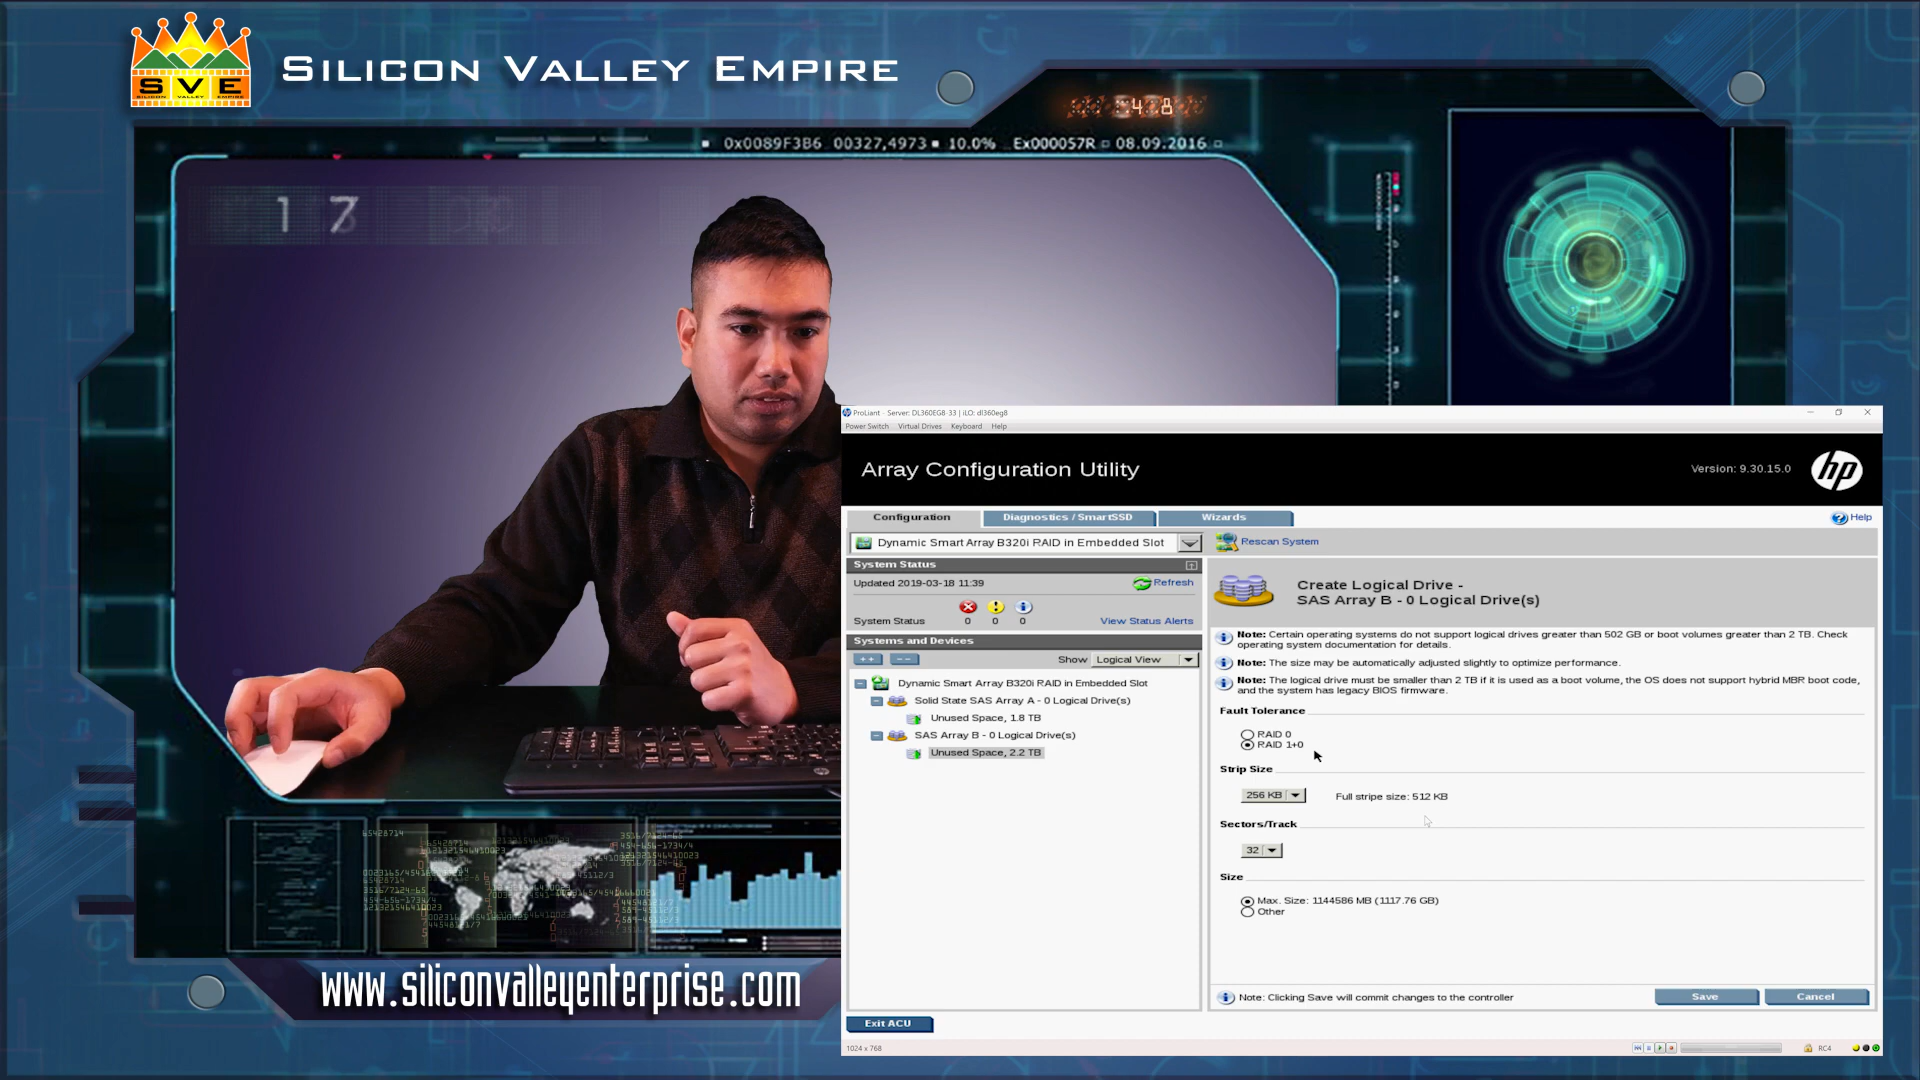 SVE
SILICON VALLEY EMPIRE
Silicon Valley Empire
48
0x0089F3B6 00327,4973 10.0% Ex000057R 08.09.2016
17
ProLiant - Server: DL360EG8-33 | iLO: dl360eg8
Power Switch Virtual Drives Keyboard Help
Array Configuration Utility
Version: 9.30.15.0
hp
Configuration Diagnostics / SmartSSD Wizards
Help
Dynamic Smart Array B320i RAID in Embedded Slot
Rescan System
System Status
Updated 2019-03-18 11:39
Refresh
System Status 0 0 0 View Status Alerts
Systems and Devices
++ -- Show Logical View
Dynamic Smart Array B320i RAID in Embedded Slot
Solid State SAS Array A - 0 Logical Drive(s)
Unused Space, 1.8 TB
SAS Array B - 0 Logical Drive(s)
Unused Space, 2.2 TB
Create Logical Drive -
SAS Array B - 0 Logical Drive(s)
Note: Certain operating systems do not support logical drives greater than 502 GB or boot volumes greater than 2 TB. Check
operating system documentation for details.
Note: The size may be automatically adjusted slightly to optimize performance.
Note: The logical drive must be smaller than 2 TB if it is used as a boot volume, the OS does not support hybrid MBR boot code,
and the system has legacy BIOS firmware.
Fault Tolerance
RAID 0
RAID 1+0
Strip Size
256 KB Full stripe size: 512 KB
Sectors/Track
32
Size
Max. Size: 1144586 MB (1117.76 GB)
Other
Note: Clicking Save will commit changes to the controller
Save Cancel
Exit ACU
1024 x 768
RC4
www.siliconvalleyenterprise.com